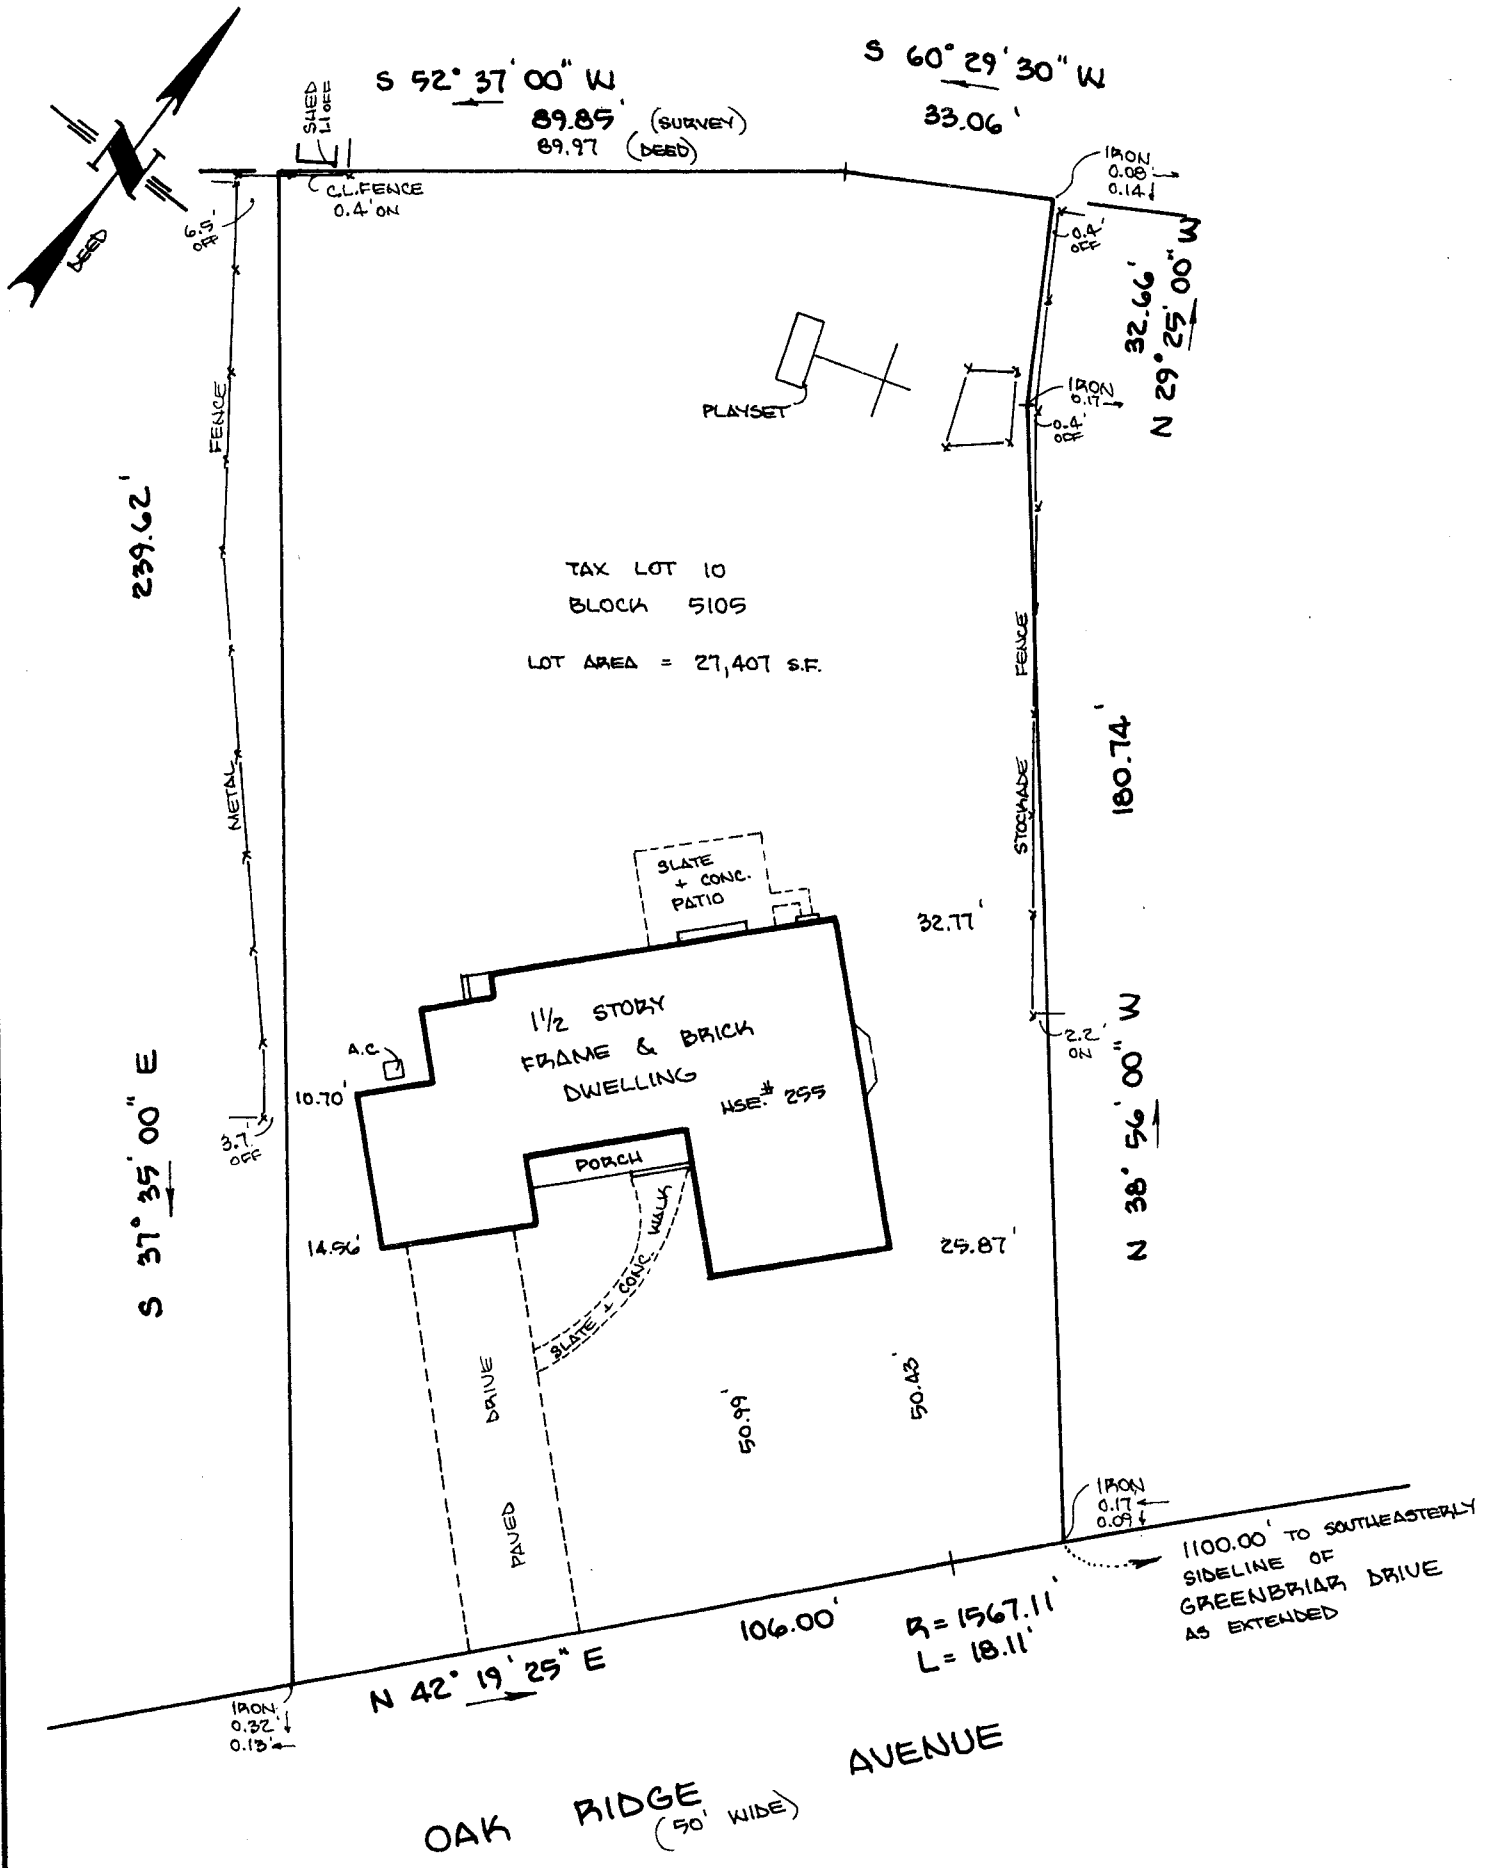 S 52° 37' 00" W
89.85' (SURVEY)
89.97 (DEED)
S 60° 29' 30" W
33.06'
SHED
1.1 OFF
DEED
6.5'
OFF
C.L. FENCE
0.4' ON
IRON
0.08'
0.14'
0.4'
OFF
32.66'
N 29° 25' 00" W
PLAYSET
IRON
0.17
0.4'
OFF
FENCE
239.62'
TAX LOT 10
BLOCK 5105
LOT AREA = 27,407 S.F.
FENCE
STOCKADE
180.74'
METAL
SLATE
+ CONC.
PATIO
32.77'
1 1/2 STORY
FRAME & BRICK
DWELLING
HSE.# 255
A.C.
10.70'
2.2'
ON
N 38° 56' 00" W
3.7'
OFF
S 37° 35' 00" E
PORCH
14.56'
25.87'
SLATE + CONC. WALK
DRIVE
PAVED
50.99'
50.43'
IRON
0.17
0.09'
1100.00' TO SOUTHEASTERLY
SIDELINE OF
GREENBRIAR DRIVE
AS EXTENDED
106.00'
R = 1567.11'
L = 18.11'
N 42° 19' 25" E
IRON
0.32'
0.13'
OAK RIDGE AVENUE
(50' WIDE)